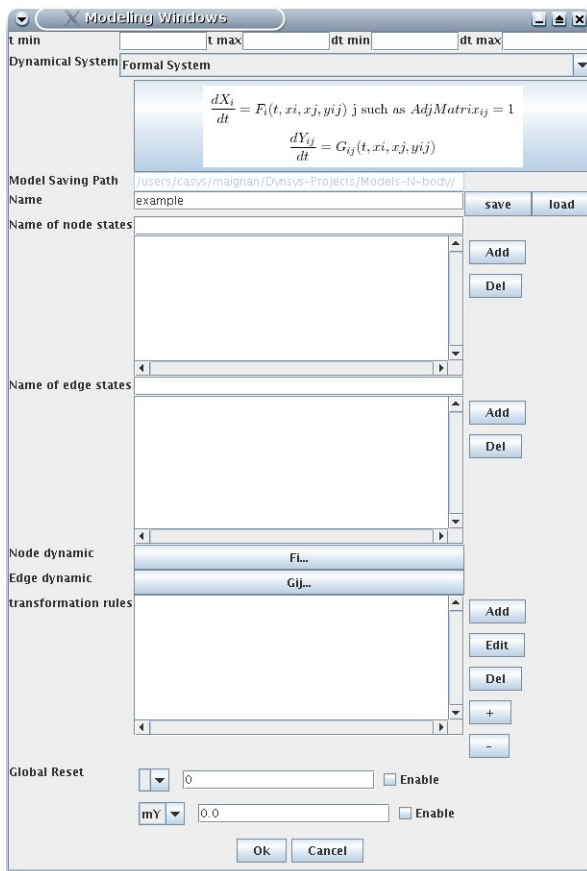 Modeling Windows
t min t max dt min dt max
Dynamical System Formal System
dX_i/dt = F_i(t, xi, xj, yij) j such as AdjMatrix_ij = 1
dY_ij/dt = G_ij(t, xi, xj, yij)
Model Saving Path /users/casys/maignan/Dynsys-Projects/Models-N-body/
Name example save load
Name of node states
Add
Del
Name of edge states
Add
Del
Node dynamic Fi...
Edge dynamic Gij...
transformation rules
Add
Edit
Del
+
-
Global Reset 0 Enable
mY 0.0 Enable
Ok Cancel